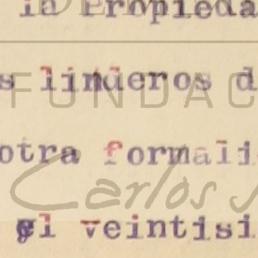 la Propieda
s linderos d
FUNDAC
otra formali
Carlos
el veintisi